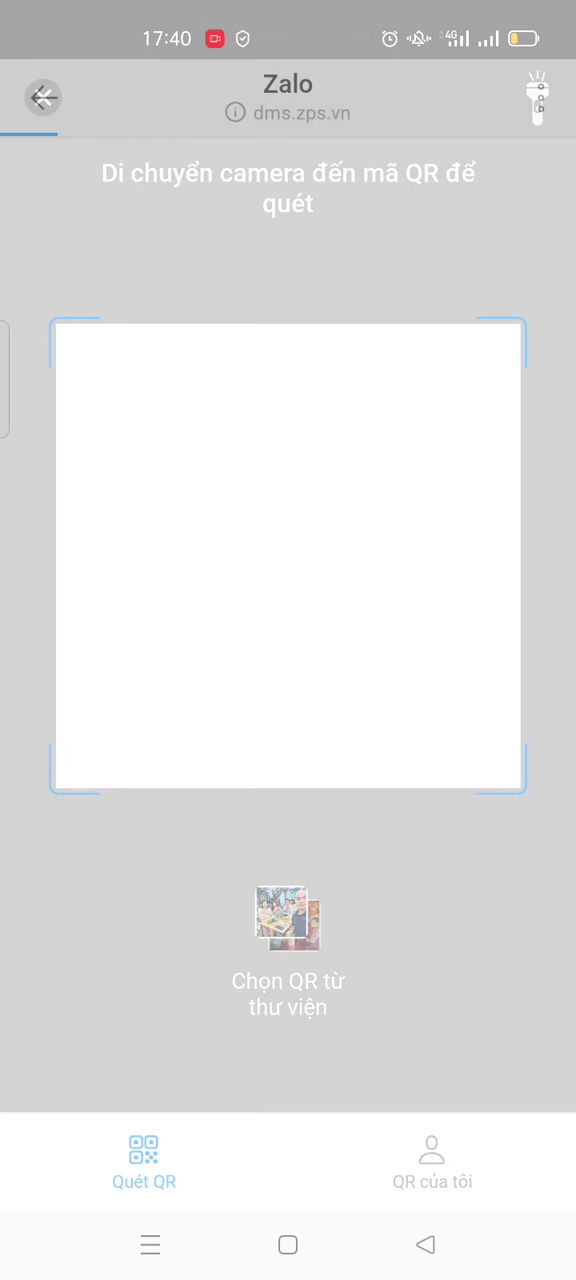 17:40
4G
Zalo
dms.zps.vn
Di chuyển camera đến mã QR để
quét
Chọn QR từ
thư viện
Quét QR
QR của tôi